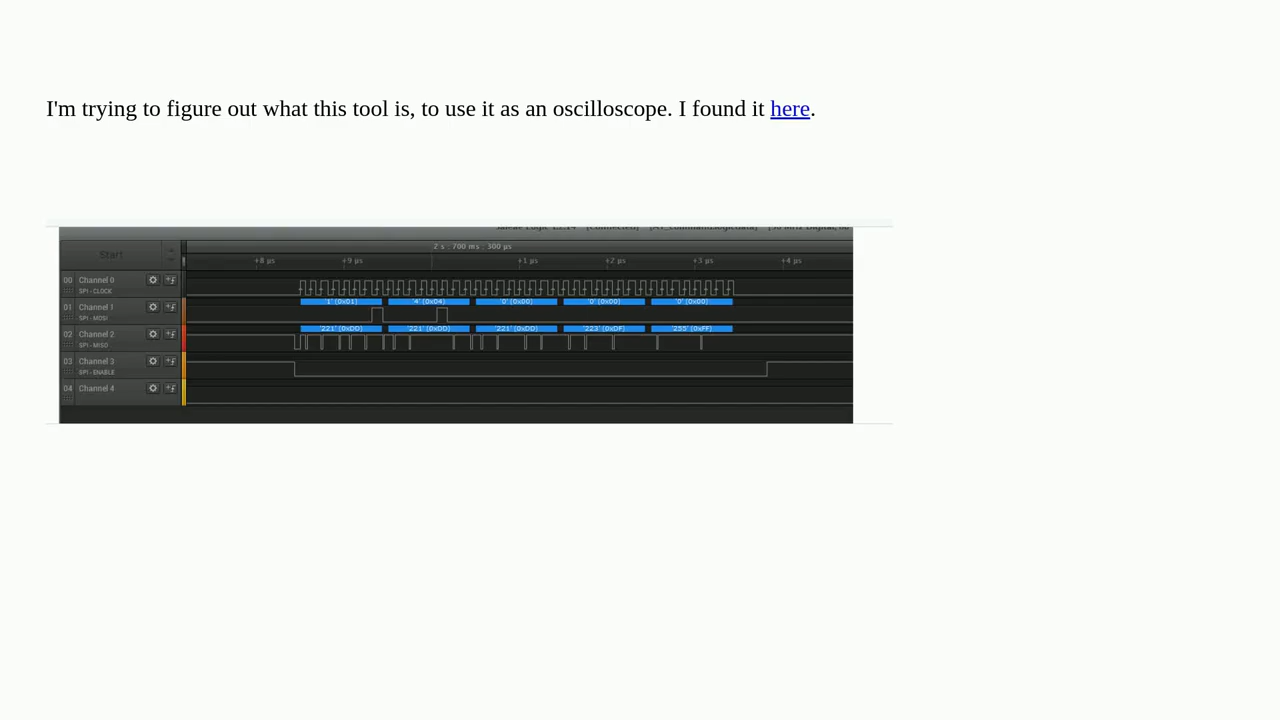 I'm trying to figure out what this tool is, to use it as an oscilloscope. I found it here.
Start
2 s : 700 ms : 300 µs
+8 µs +9 µs +1 µs +2 µs +3 µs +4 µs
00 Channel 0
SPI - CLOCK
'1' (0x01) '4' (0x04) '0' (0x00) '0' (0x00) '0' (0x00)
01 Channel 1
SPI - MOSI
'221' (0xDD) '221' (0xDD) '221' (0xDD) '223' (0xDF) '255' (0xFF)
02 Channel 2
SPI - MISO
03 Channel 3
SPI - ENABLE
04 Channel 4